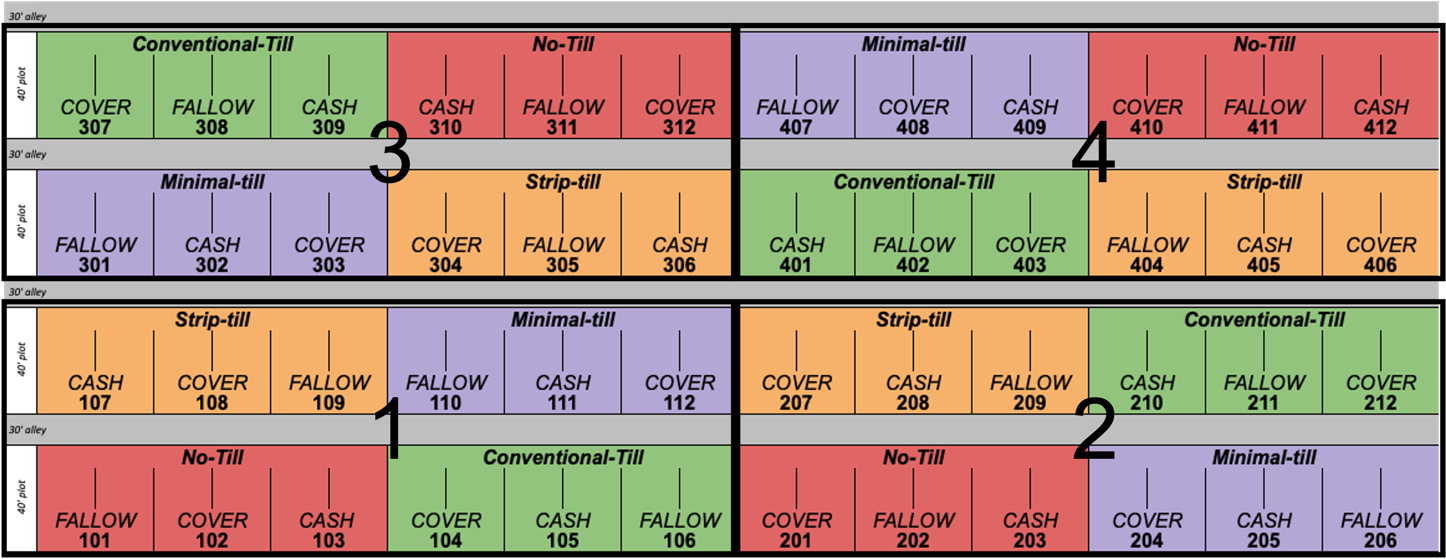 30' alley
40' plot
Conventional-Till No-Till Minimal-till No-Till
COVER FALLOW CASH CASH FALLOW COVER FALLOW COVER CASH COVER FALLOW CASH
307 308 309 310 311 312 407 408 409 410 411 412
3 4
30' alley
40' plot
Minimal-till Strip-till Conventional-Till Strip-till
FALLOW CASH COVER COVER FALLOW CASH CASH FALLOW COVER FALLOW CASH COVER
301 302 303 304 305 306 401 402 403 404 405 406
30' alley
40' plot
Strip-till Minimal-till Strip-till Conventional-Till
CASH COVER FALLOW FALLOW CASH COVER COVER CASH FALLOW CASH FALLOW COVER
107 108 109 110 111 112 207 208 209 210 211 212
1 2
30' alley
40' plot
No-Till Conventional-Till No-Till Minimal-till
FALLOW COVER CASH COVER CASH FALLOW COVER FALLOW CASH COVER CASH FALLOW
101 102 103 104 105 106 201 202 203 204 205 206